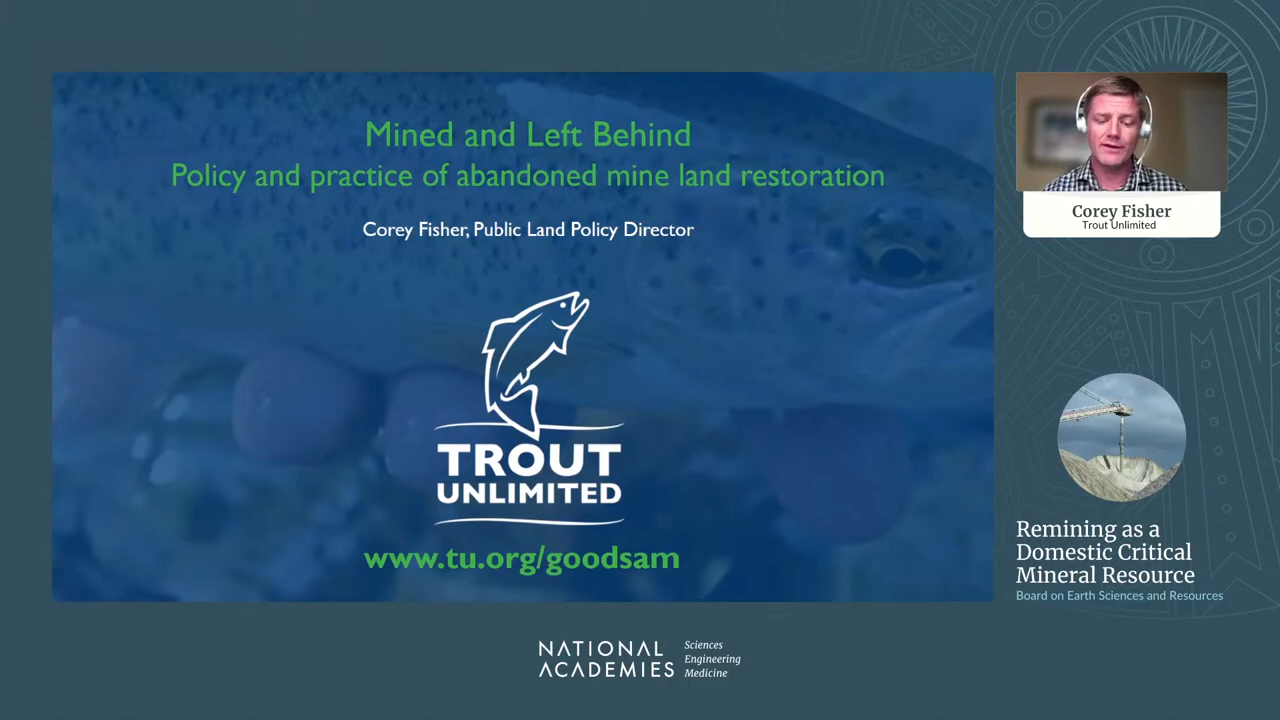 Mined and Left Behind
Policy and practice of abandoned mine land restoration
Corey Fisher, Public Land Policy Director
TROUT
UNLIMITED
www.tu.org/goodsam
Corey Fisher
Trout Unlimited
Remining as a
Domestic Critical
Mineral Resource
Board on Earth Sciences and Resources
NATIONAL
ACADEMIES
Sciences
Engineering
Medicine